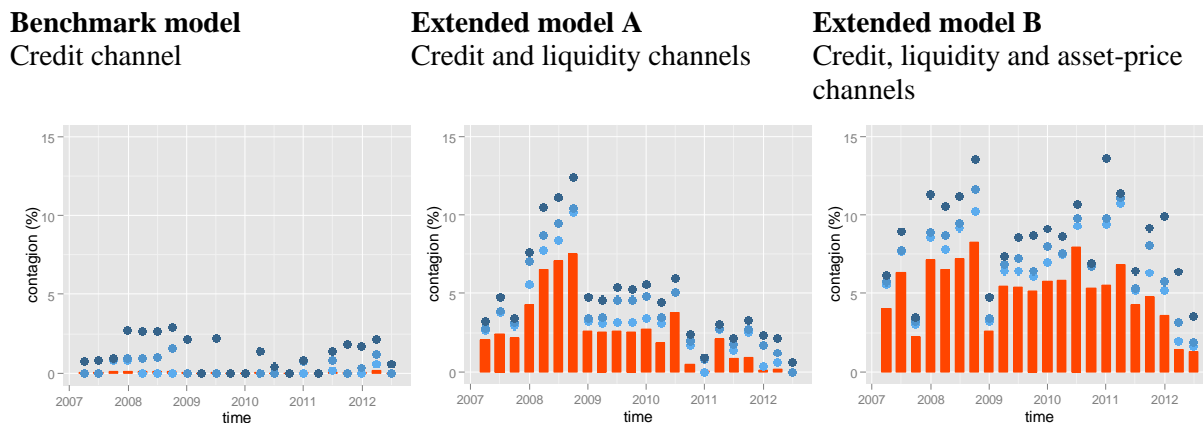 Benchmark model
Credit channel
Extended model A
Credit and liquidity channels
Extended model B
Credit, liquidity and asset-price
channels
15
10
5
0
contagion (%)
2007 2008 2009 2010 2011 2012
time
15
10
5
0
contagion (%)
2007 2008 2009 2010 2011 2012
time
15
10
5
0
contagion (%)
2007 2008 2009 2010 2011 2012
time